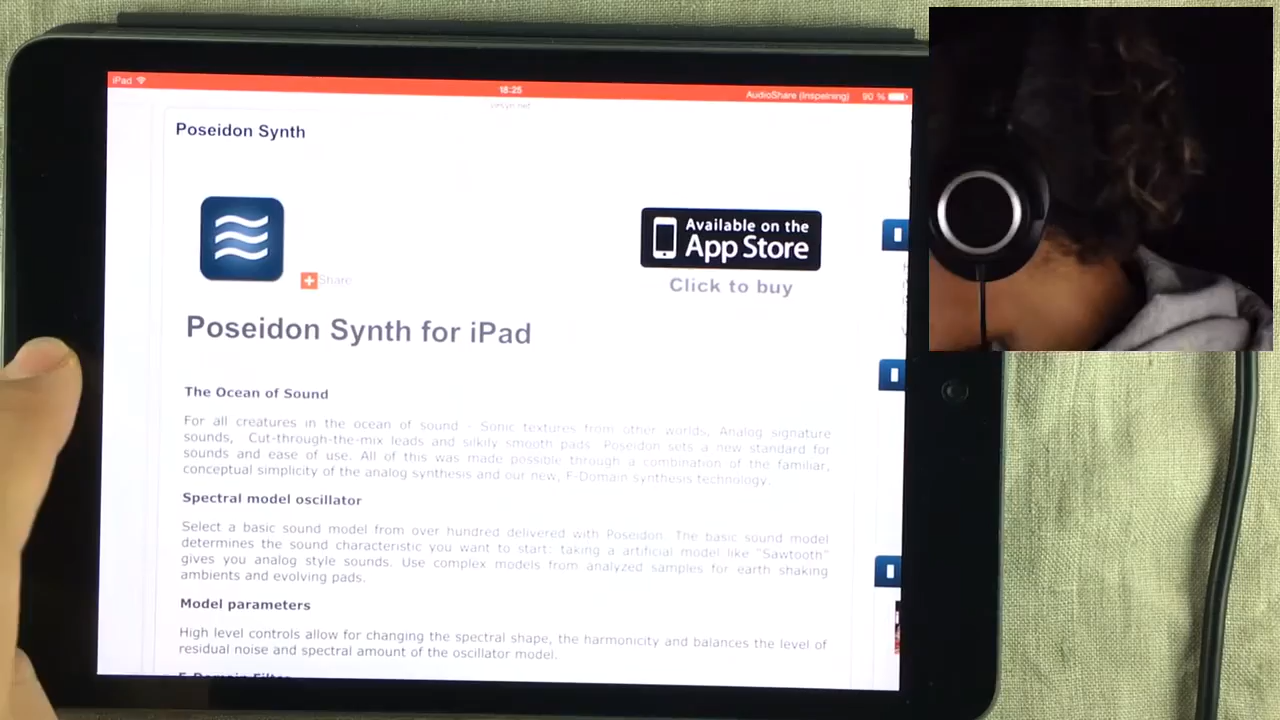 iPad
18:25
AudioShare (Inspelning)
90 %
Poseidon Synth
Share
Available on the
App Store
Click to buy
Poseidon Synth for iPad
The Ocean of Sound
For all creatures in the ocean of sound - Sonic textures from other worlds, Analog signature
sounds, Cut-through-the-mix leads and silkily smooth pads. Poseidon sets a new standard for
sounds and ease of use. All of this was made possible through a combination of the familiar,
conceptual simplicity of the analog synthesis and our new, F-Domain synthesis technology.
Spectral model oscillator
Select a basic sound model from over hundred delivered with Poseidon. The basic sound model
determines the sound characteristic you want to start: taking a artificial model like "Sawtooth"
gives you analog style sounds. Use complex models from analyzed samples for earth shaking
ambients and evolving pads.
Model parameters
High level controls allow for changing the spectral shape, the harmonicity and balances the level of
residual noise and spectral amount of the oscillator model.
F-Domain Filter